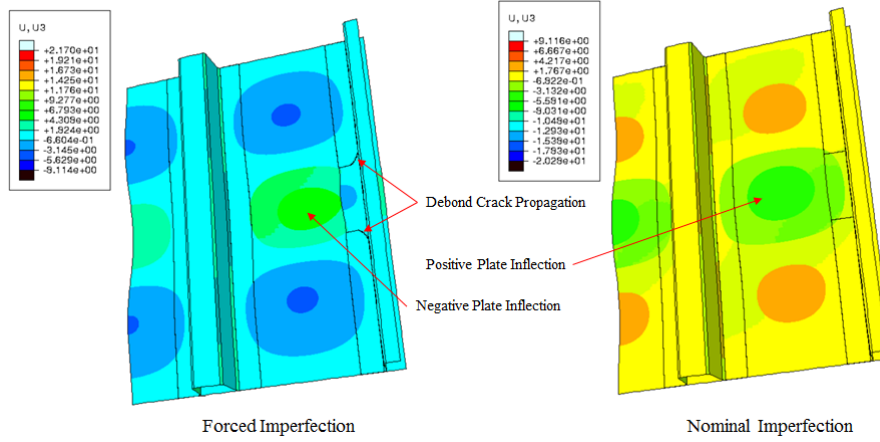 U, U3
+2.170e+01
+1.921e+01
+1.673e+01
+1.425e+01
+1.176e+01
+9.277e+00
+6.793e+00
+4.308e+00
+1.824e+00
-6.604e-01
-3.145e+00
-5.629e+00
-8.114e+00
U, U3
+9.116e+00
+6.667e+00
+4.217e+00
+1.767e+00
-6.822e-01
-3.132e+00
-5.581e+00
-8.031e+00
-1.048e+01
-1.293e+01
-1.538e+01
-1.783e+01
-2.028e+01
Debond Crack Propagation
Positive Plate Inflection
Negative Plate Inflection
Forced Imperfection
Nominal Imperfection